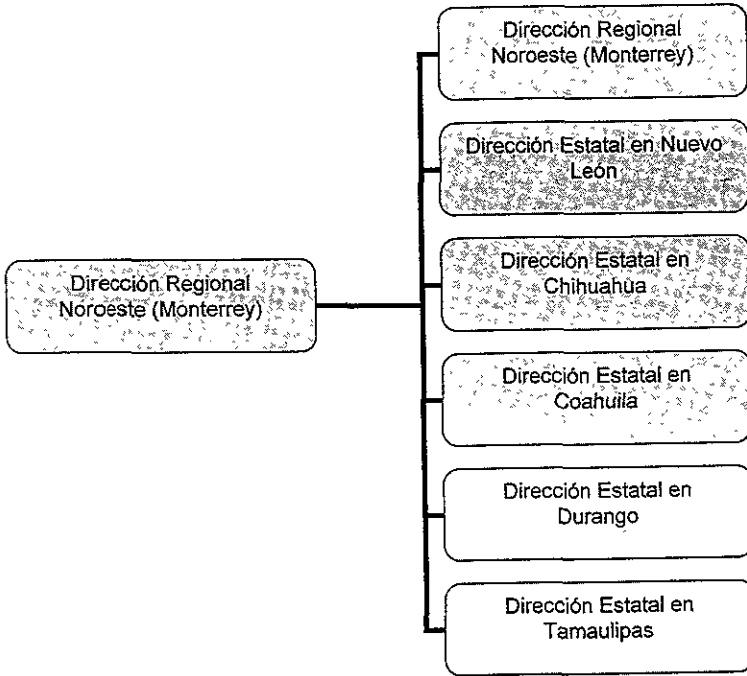 Dirección Regional
Noroeste (Monterrey)
Dirección Regional
Noroeste (Monterrey)
Dirección Estatal en Nuevo
León
Dirección Estatal en
Chihuahua
Dirección Estatal en
Coahuila
Dirección Estatal en
Durango
Dirección Estatal en
Tamaulipas